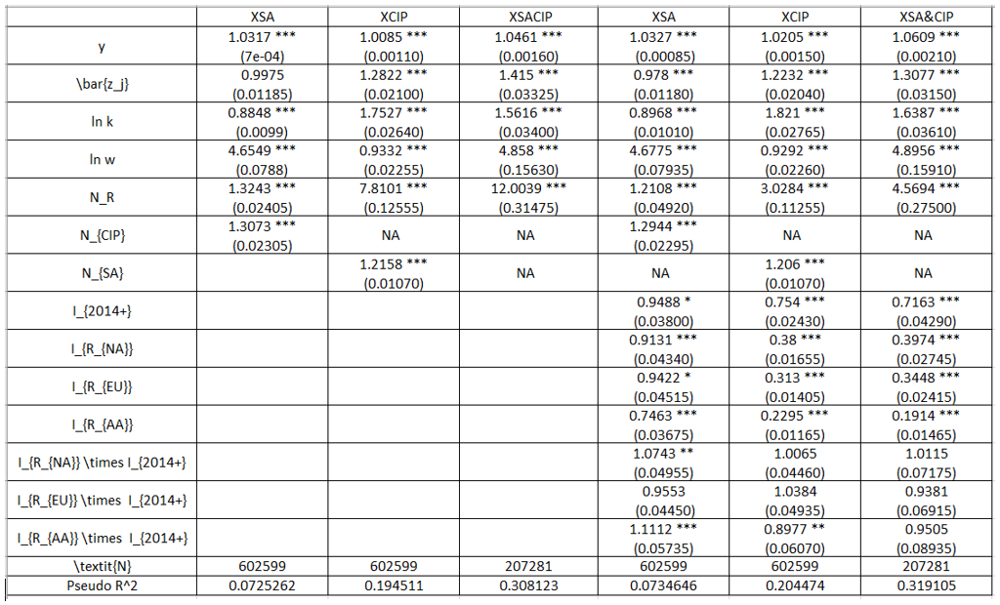 XSA XCIP XSACIP XSA XCIP XSA&CIP
y 1.0317 *** 1.0085 *** 1.0461 *** 1.0327 *** 1.0205 *** 1.0609 ***
(7e-04) (0.00110) (0.00160) (0.00085) (0.00150) (0.00210)
\bar{z_j} 0.9975 1.2822 *** 1.415 *** 0.978 *** 1.2232 *** 1.3077 ***
(0.01185) (0.02100) (0.03325) (0.01180) (0.02040) (0.03150)
ln k 0.8848 *** 1.7527 *** 1.5616 *** 0.8968 *** 1.821 *** 1.6387 ***
(0.0099) (0.02640) (0.03400) (0.01010) (0.02765) (0.03610)
ln w 4.6549 *** 0.9332 *** 4.858 *** 4.6775 *** 0.9292 *** 4.8956 ***
(0.0788) (0.02255) (0.15630) (0.07935) (0.02260) (0.15910)
N_R 1.3243 *** 7.8101 *** 12.0039 *** 1.2108 *** 3.0284 *** 4.5694 ***
(0.02405) (0.12555) (0.31475) (0.04920) (0.11255) (0.27500)
N_{CIP} 1.3073 *** NA NA 1.2944 *** NA NA
(0.02305) (0.02295)
N_{SA} 1.2158 *** NA NA 1.206 *** NA
(0.01070) (0.01070)
I_{2014+} 0.9488 * 0.754 *** 0.7163 ***
(0.03800) (0.02430) (0.04290)
I_{R_{NA}} 0.9131 *** 0.38 *** 0.3974 ***
(0.04340) (0.01655) (0.02745)
I_{R_{EU}} 0.9422 * 0.313 *** 0.3448 ***
(0.04515) (0.01405) (0.02415)
I_{R_{AA}} 0.7463 *** 0.2295 *** 0.1914 ***
(0.03675) (0.01165) (0.01465)
I_{R_{NA}} \times I_{2014+} 1.0743 ** 1.0065 1.0115
(0.04955) (0.04460) (0.07175)
I_{R_{EU}} \times I_{2014+} 0.9553 1.0384 0.9381
(0.04450) (0.04935) (0.06915)
I_{R_{AA}} \times I_{2014+} 1.1112 *** 0.8977 ** 0.9505
(0.05735) (0.06070) (0.08935)
\textit{N} 602599 602599 207281 602599 602599 207281
Pseudo R^2 0.0725262 0.194511 0.308123 0.0734646 0.204474 0.319105